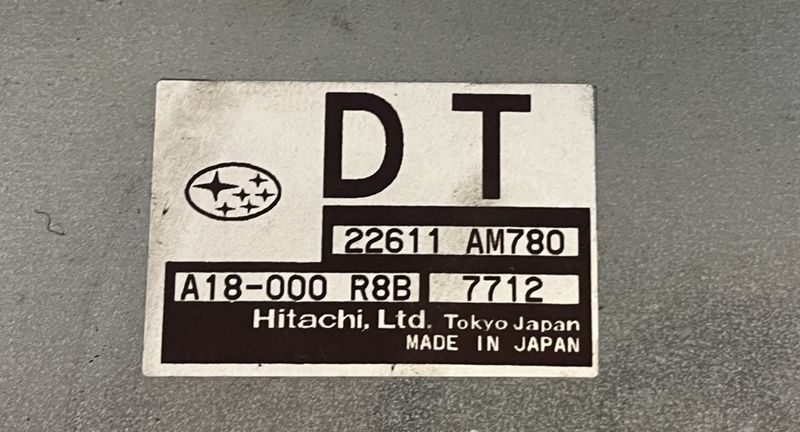 DT
22611 AM780
A18-000 R8B 7712
Hitachi, Ltd. Tokyo Japan
MADE IN JAPAN